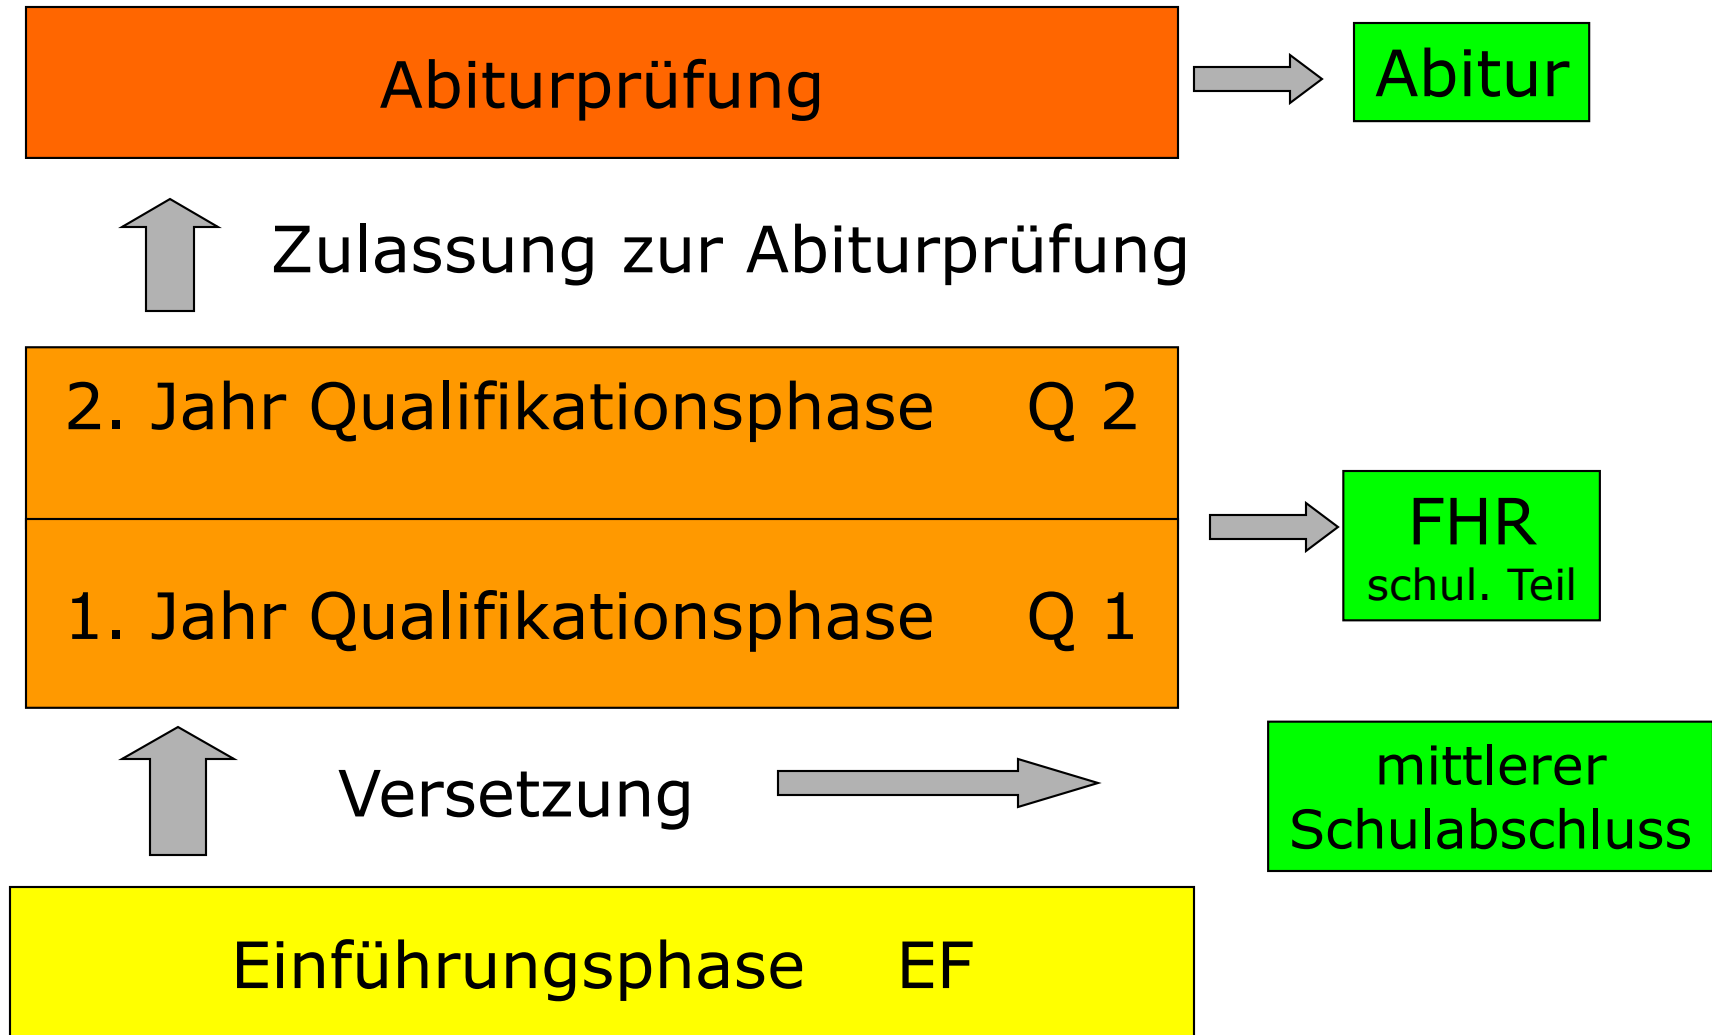 Abiturprüfung
Abitur
Zulassung zur Abiturprüfung
2. Jahr Qualifikationsphase Q 2
FHR
schul. Teil
1. Jahr Qualifikationsphase Q 1
mittlerer
Schulabschluss
Versetzung
Einführungsphase EF